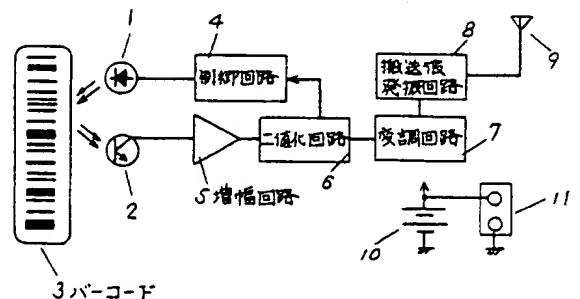 1
4
制御回路
8
搬送波
発振回路
9
2
5 増幅回路
二値化回路
6
変調回路
7
10
11
3 バーコード